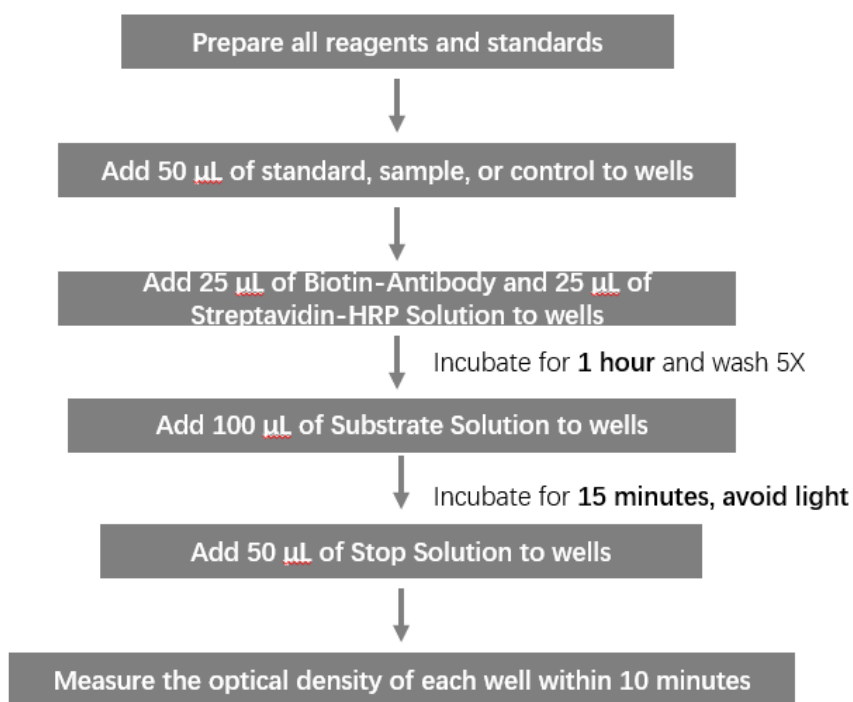 Prepare all reagents and standards
Add 50 μL of standard, sample, or control to wells
Add 25 μL of Biotin-Antibody and 25 μL of
Streptavidin-HRP Solution to wells
Incubate for 1 hour and wash 5X
Add 100 μL of Substrate Solution to wells
Incubate for 15 minutes, avoid light
Add 50 μL of Stop Solution to wells
Measure the optical density of each well within 10 minutes